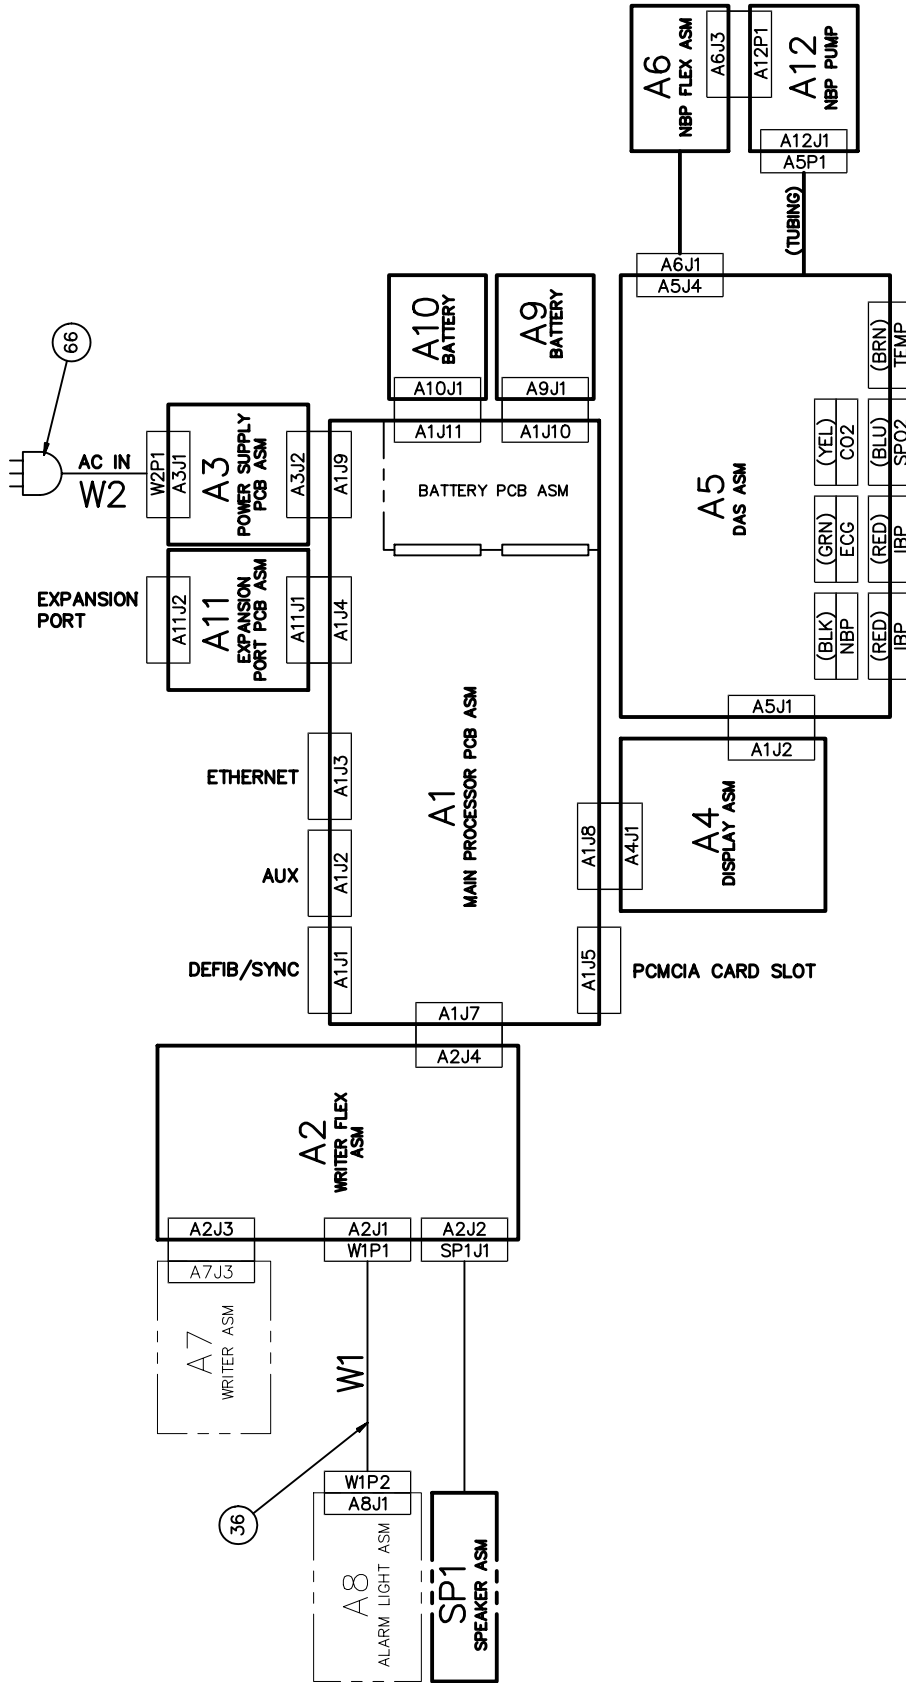 A6
NBP FLEX ASM
A6J3
A12P1
A12
NBP PUMP
A12J1
A5P1
(TUBING)
A6J1
A5J4
66
AC IN
W2
W2P1
A3J1
A3
POWER SUPPLY
PCB ASM
A3J2
A1J9
A10
BATTERY
A10J1
A1J11
A9
BATTERY
A9J1
A1J10
BATTERY PCB ASM
EXPANSION
PORT
A11J2
A11
EXPANSION
PORT PCB ASM
A11J1
A1J4
A5
DAS ASM
(BRN)
TEMP
(YEL)
CO2
(BLU)
SPO2
(GRN)
ECG
(RED)
IBP
(BLK)
NBP
(RED)
IBP
A5J1
A1J2
ETHERNET
A1J3
AUX
A1J2
DEFIB/SYNC
A1J1
A1
MAIN PROCESSOR PCB ASM
A1J8
A4J1
A4
DISPLAY ASM
A1J5
PCMCIA CARD SLOT
A1J7
A2J4
A2
WRITER FLEX
ASM
A2J3
A7J3
A2J1
W1P1
A2J2
SP1J1
A7
WRITER ASM
W1
36
W1P2
A8J1
A8
ALARM LIGHT ASM
SP1
SPEAKER ASM